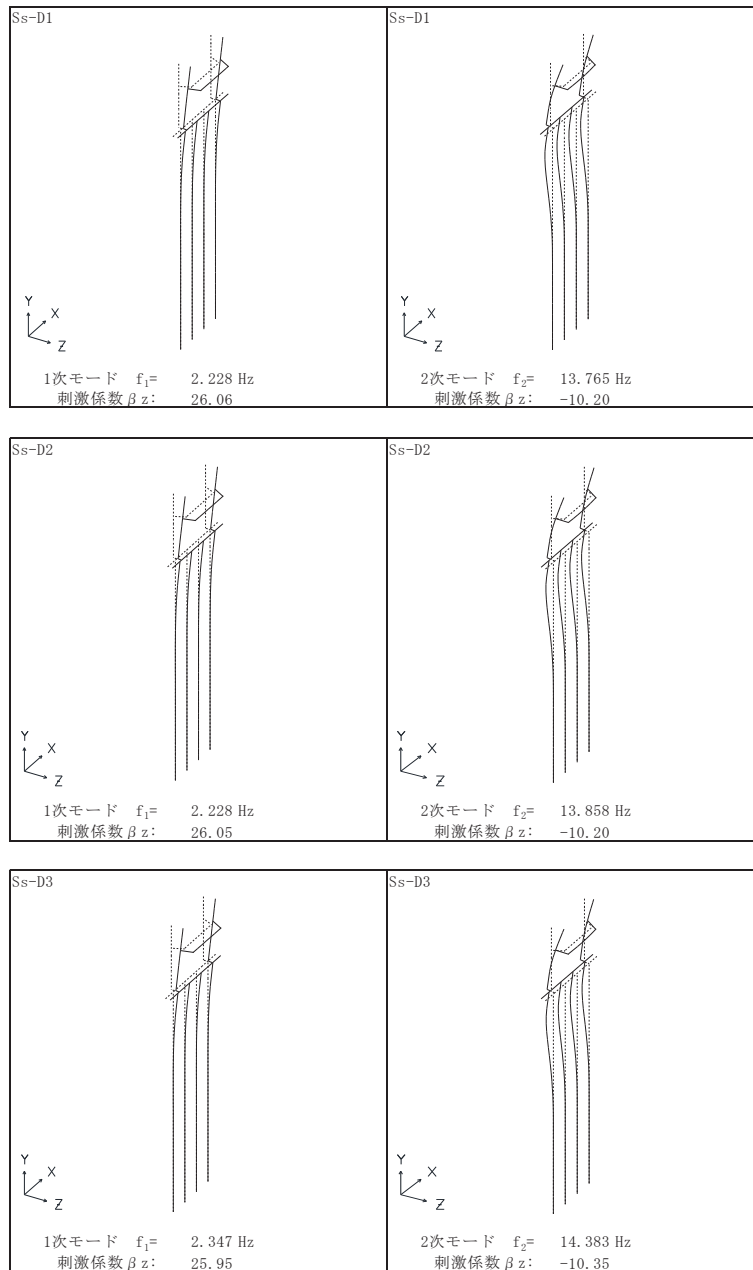 Ss-D1
Y
X
Z
1次モード f₁= 2.228 Hz
刺激係数βz: 26.06
Ss-D1
Y
X
Z
2次モード f₂= 13.765 Hz
刺激係数βz: -10.20
Ss-D2
Y
X
Z
1次モード f₁= 2.228 Hz
刺激係数βz: 26.05
Ss-D2
Y
X
Z
2次モード f₂= 13.858 Hz
刺激係数βz: -10.20
Ss-D3
Y
X
Z
1次モード f₁= 2.347 Hz
刺激係数βz: 25.95
Ss-D3
Y
X
Z
2次モード f₂= 14.383 Hz
刺激係数βz: -10.35